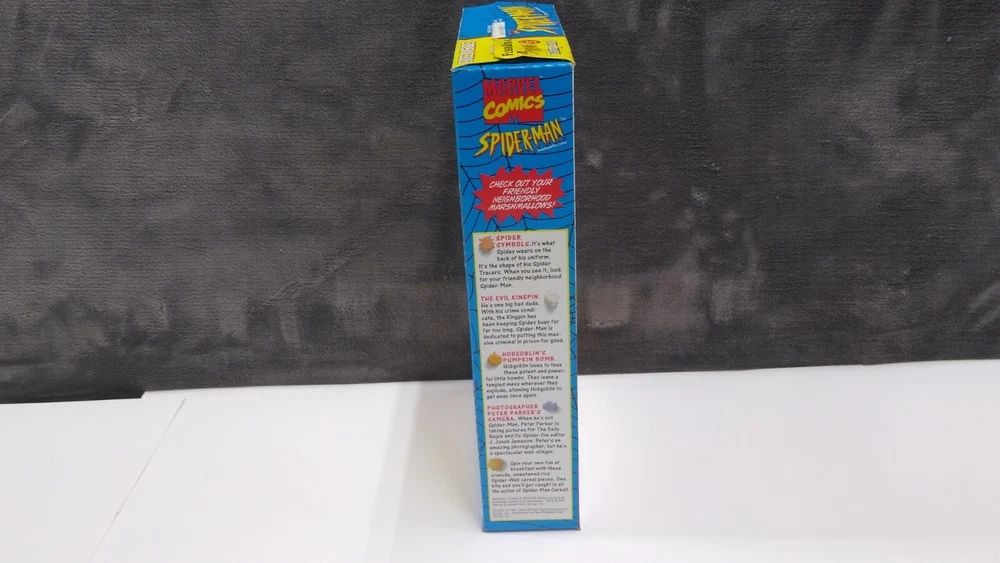 SPIDER-MAN
MARVEL
COMICS
SPIDER-MAN
CHECK OUT YOUR
FRIENDLY
NEIGHBORHOOD
MARSHMALLOWS!
SPIDER
SYMBOLS. It's what
Spidey wears on the
back of his uniform.
It's the shape of his Spider
Tracers. When you see it, look
for your friendly neighborhood
Spider-Man.
THE EVIL KINGPIN.
He's one big bad dude.
With his crime syndi-
cate, the Kingpin has
been keeping Spidey busy for
far too long. Spider-Man is
dedicated to putting this mas-
sive criminal in prison for good.
HOBGOBLIN'S
PUMPKIN BOMB.
Hobgoblin loves to toss
these potent and power-
ful little bombs. They leave a
tangled mess wherever they
explode, allowing Hobgoblin to
get away once again.
PHOTOGRAPHER
PETER PARKER'S
CAMERA. When he's not
Spider-Man, Peter Parker is
taking pictures for The Daily
Bugle and its Spider-foe editor
J. Jonah Jameson. Peter's an
amazing photographer, but he's
a spectacular web-slinger.
Spin your own fun at
breakfast with these
crunchy, sweetened rice
Spider-Web cereal pieces. One
bite and you'll get caught in all
the action of Spider-Man Cereal!